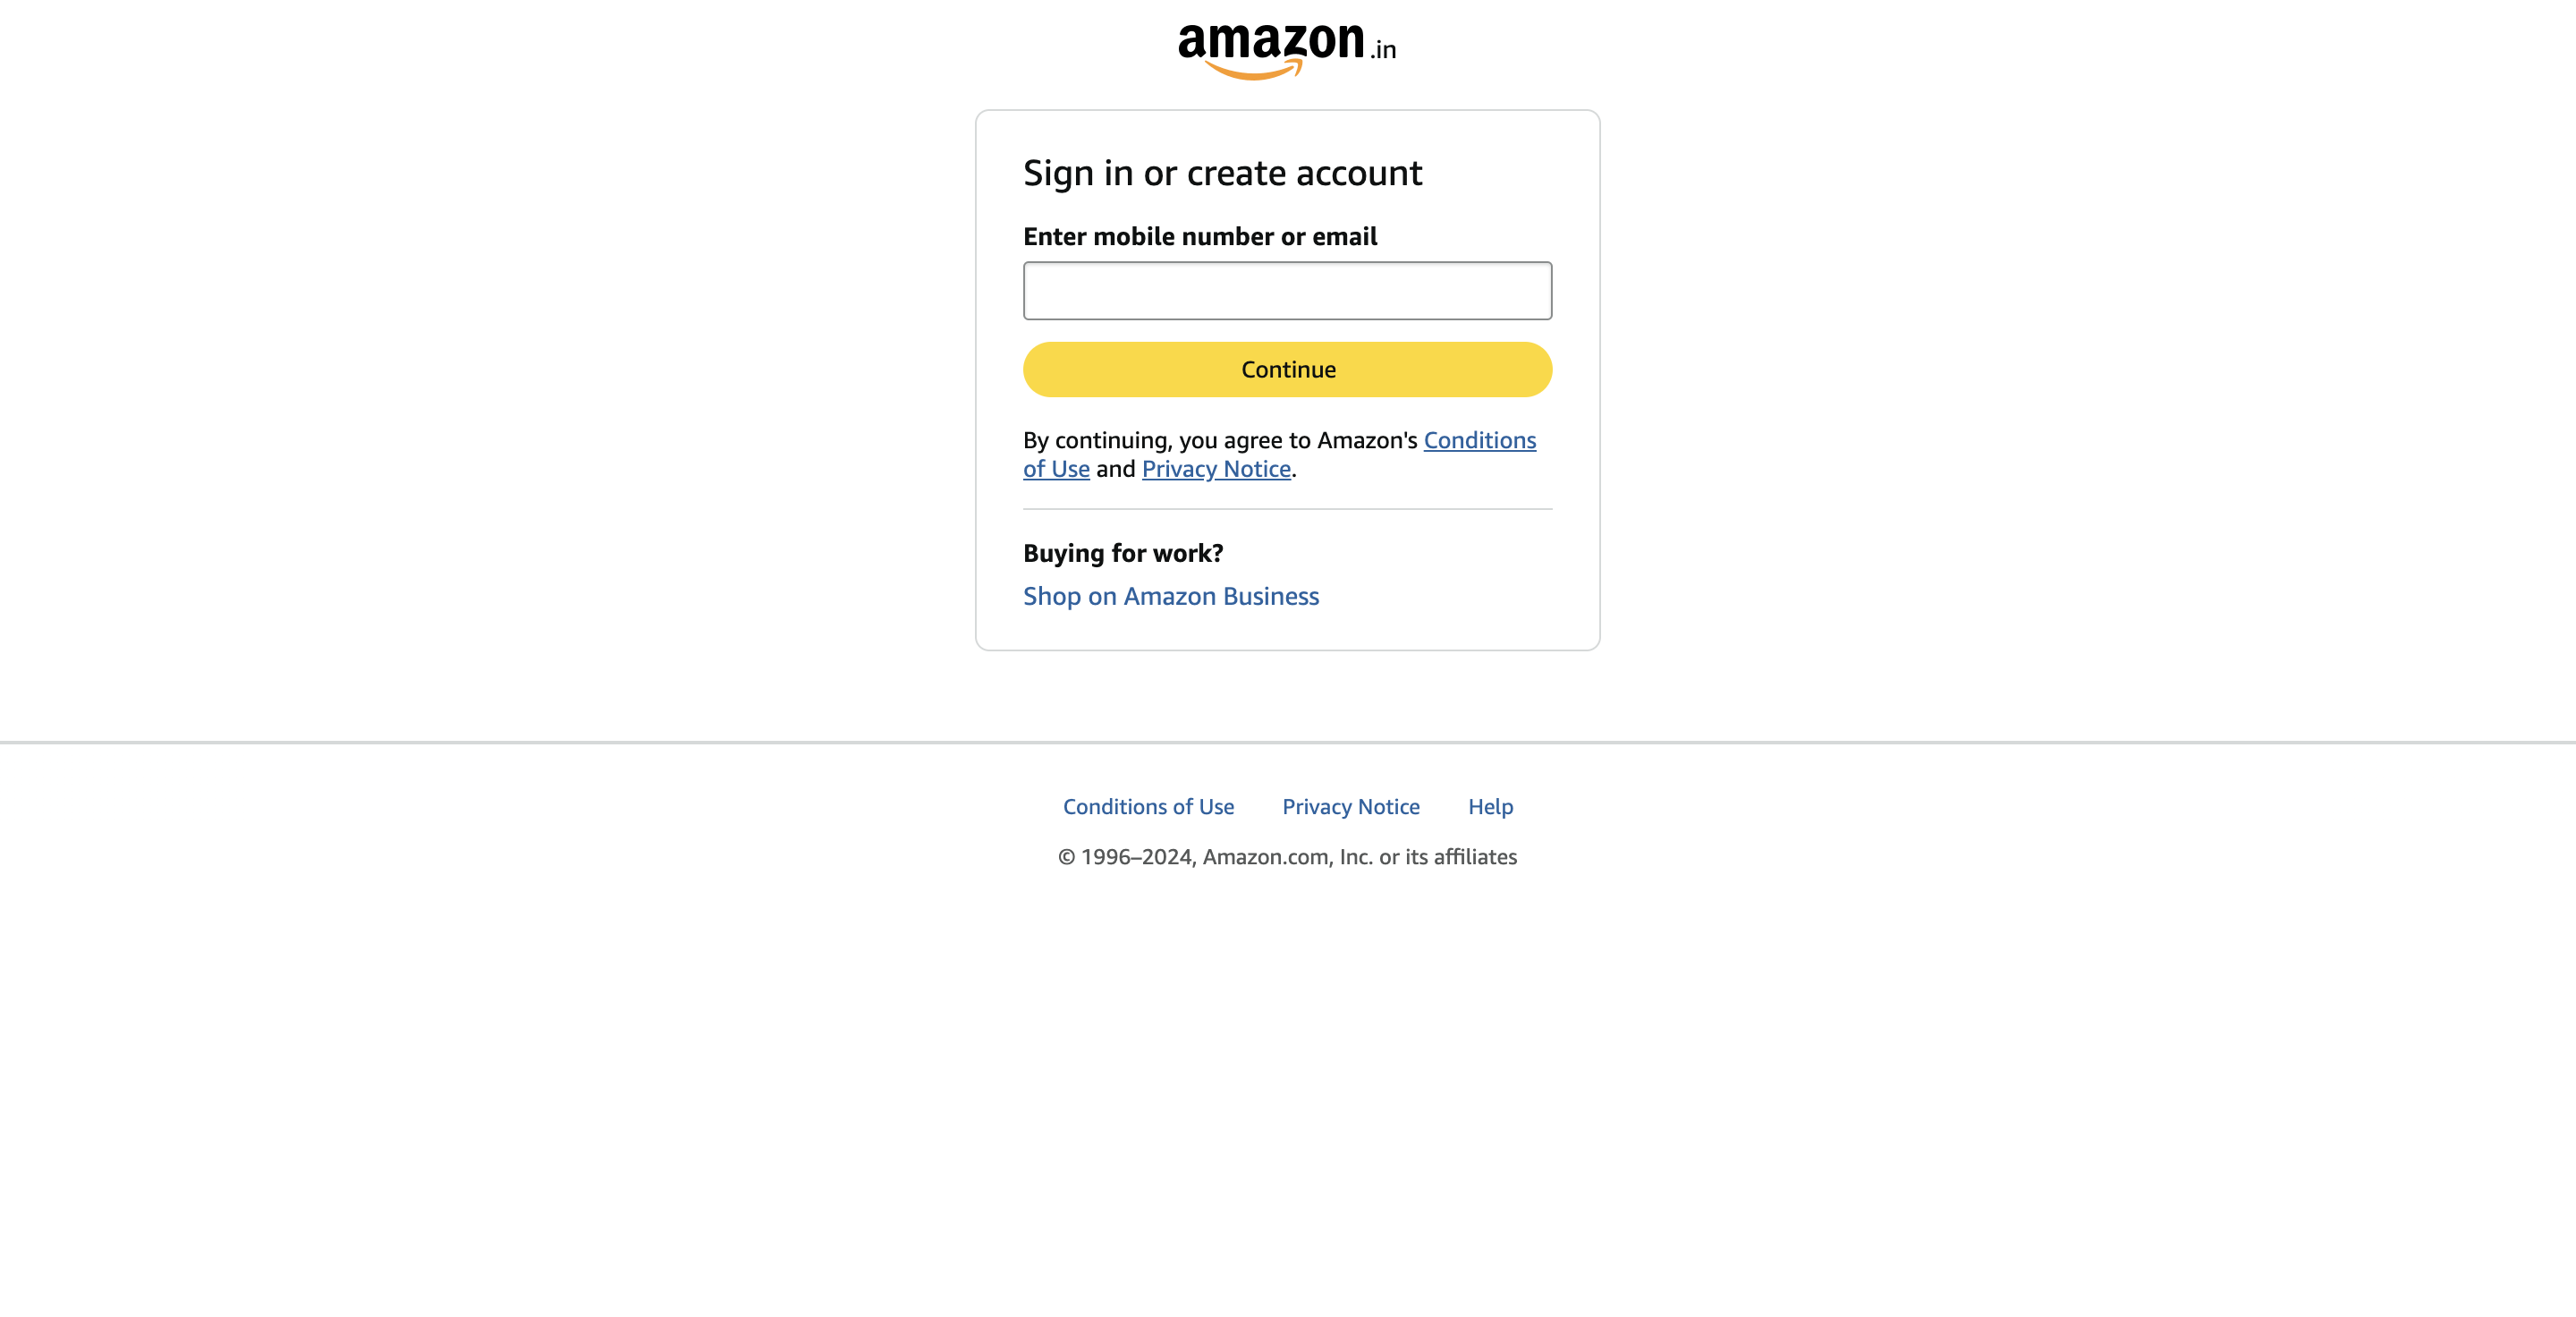 amazon.in
Sign in or create account
Enter mobile number or email
Continue
By continuing, you agree to Amazon's Conditions
of Use and Privacy Notice.
Buying for work?
Shop on Amazon Business
Conditions of Use Privacy Notice Help
© 1996–2024, Amazon.com, Inc. or its affiliates